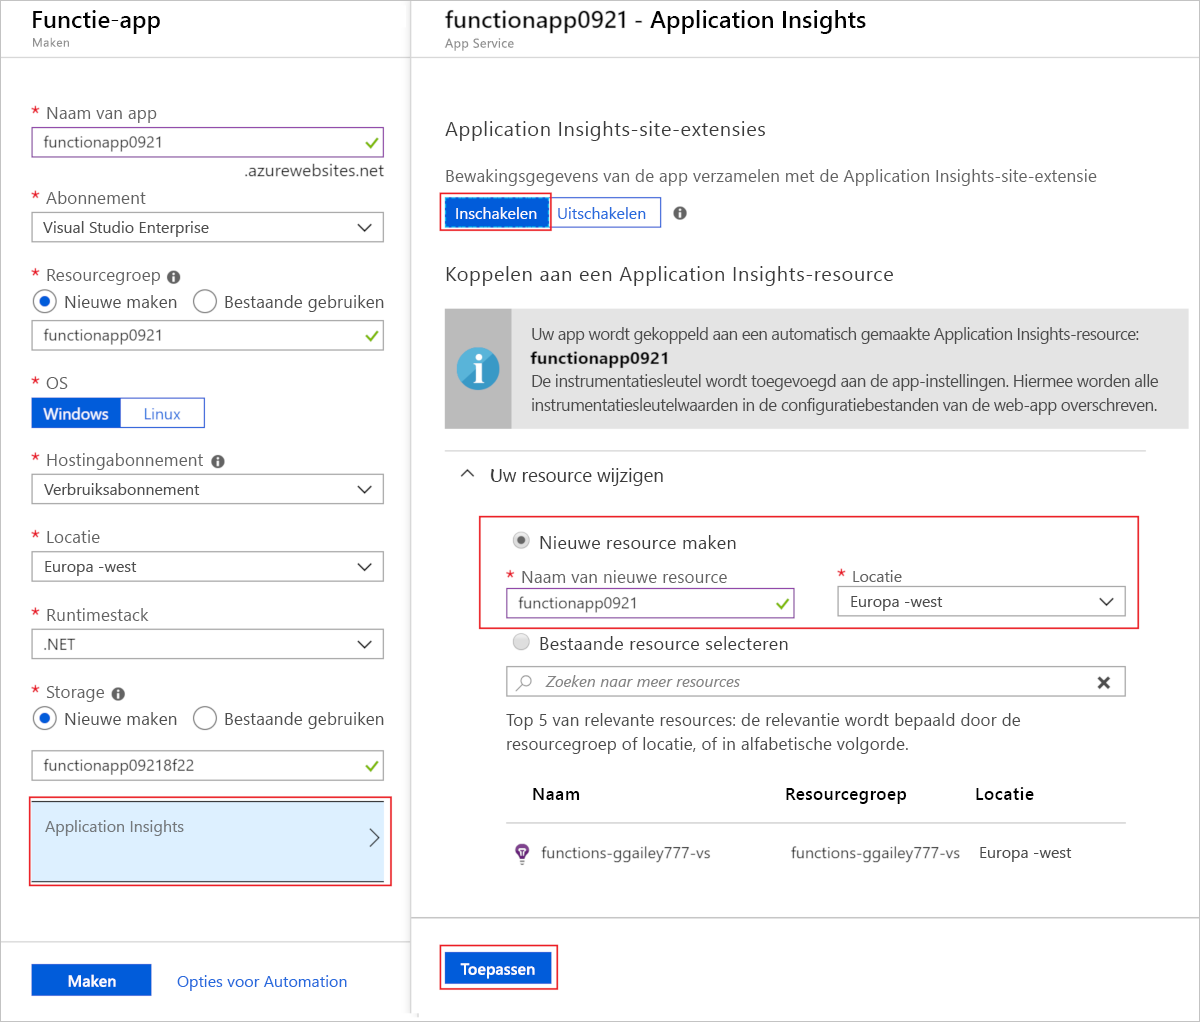 Functie-app
Maken
* Naam van app
functionapp0921
.azurewebsites.net
* Abonnement
Visual Studio Enterprise
* Resourcegroep
Nieuwe maken
Bestaande gebruiken
functionapp0921
* OS
Windows
Linux
* Hostingabonnement
Verbruiksabonnement
* Locatie
Europa -west
* Runtimestack
.NET
* Storage
Nieuwe maken
Bestaande gebruiken
functionapp09218f22
Application Insights
Maken
Opties voor Automation
functionapp0921 - Application Insights
App Service
Application Insights-site-extensies
Bewakingsgegevens van de app verzamelen met de Application Insights-site-extensie
Inschakelen
Uitschakelen
Koppelen aan een Application Insights-resource
Uw app wordt gekoppeld aan een automatisch gemaakte Application Insights-resource:
functionapp0921
De instrumentatiesleutel wordt toegevoegd aan de app-instellingen. Hiermee worden alle
instrumentatiesleutelwaarden in de configuratiebestanden van de web-app overschreven.
Uw resource wijzigen
Nieuwe resource maken
* Naam van nieuwe resource
functionapp0921
* Locatie
Europa -west
Bestaande resource selecteren
Zoeken naar meer resources
Top 5 van relevante resources: de relevantie wordt bepaald door de
resourcegroep of locatie, of in alfabetische volgorde.
Naam
Resourcegroep
Locatie
functions-ggailey777-vs
functions-ggailey777-vs
Europa -west
Toepassen